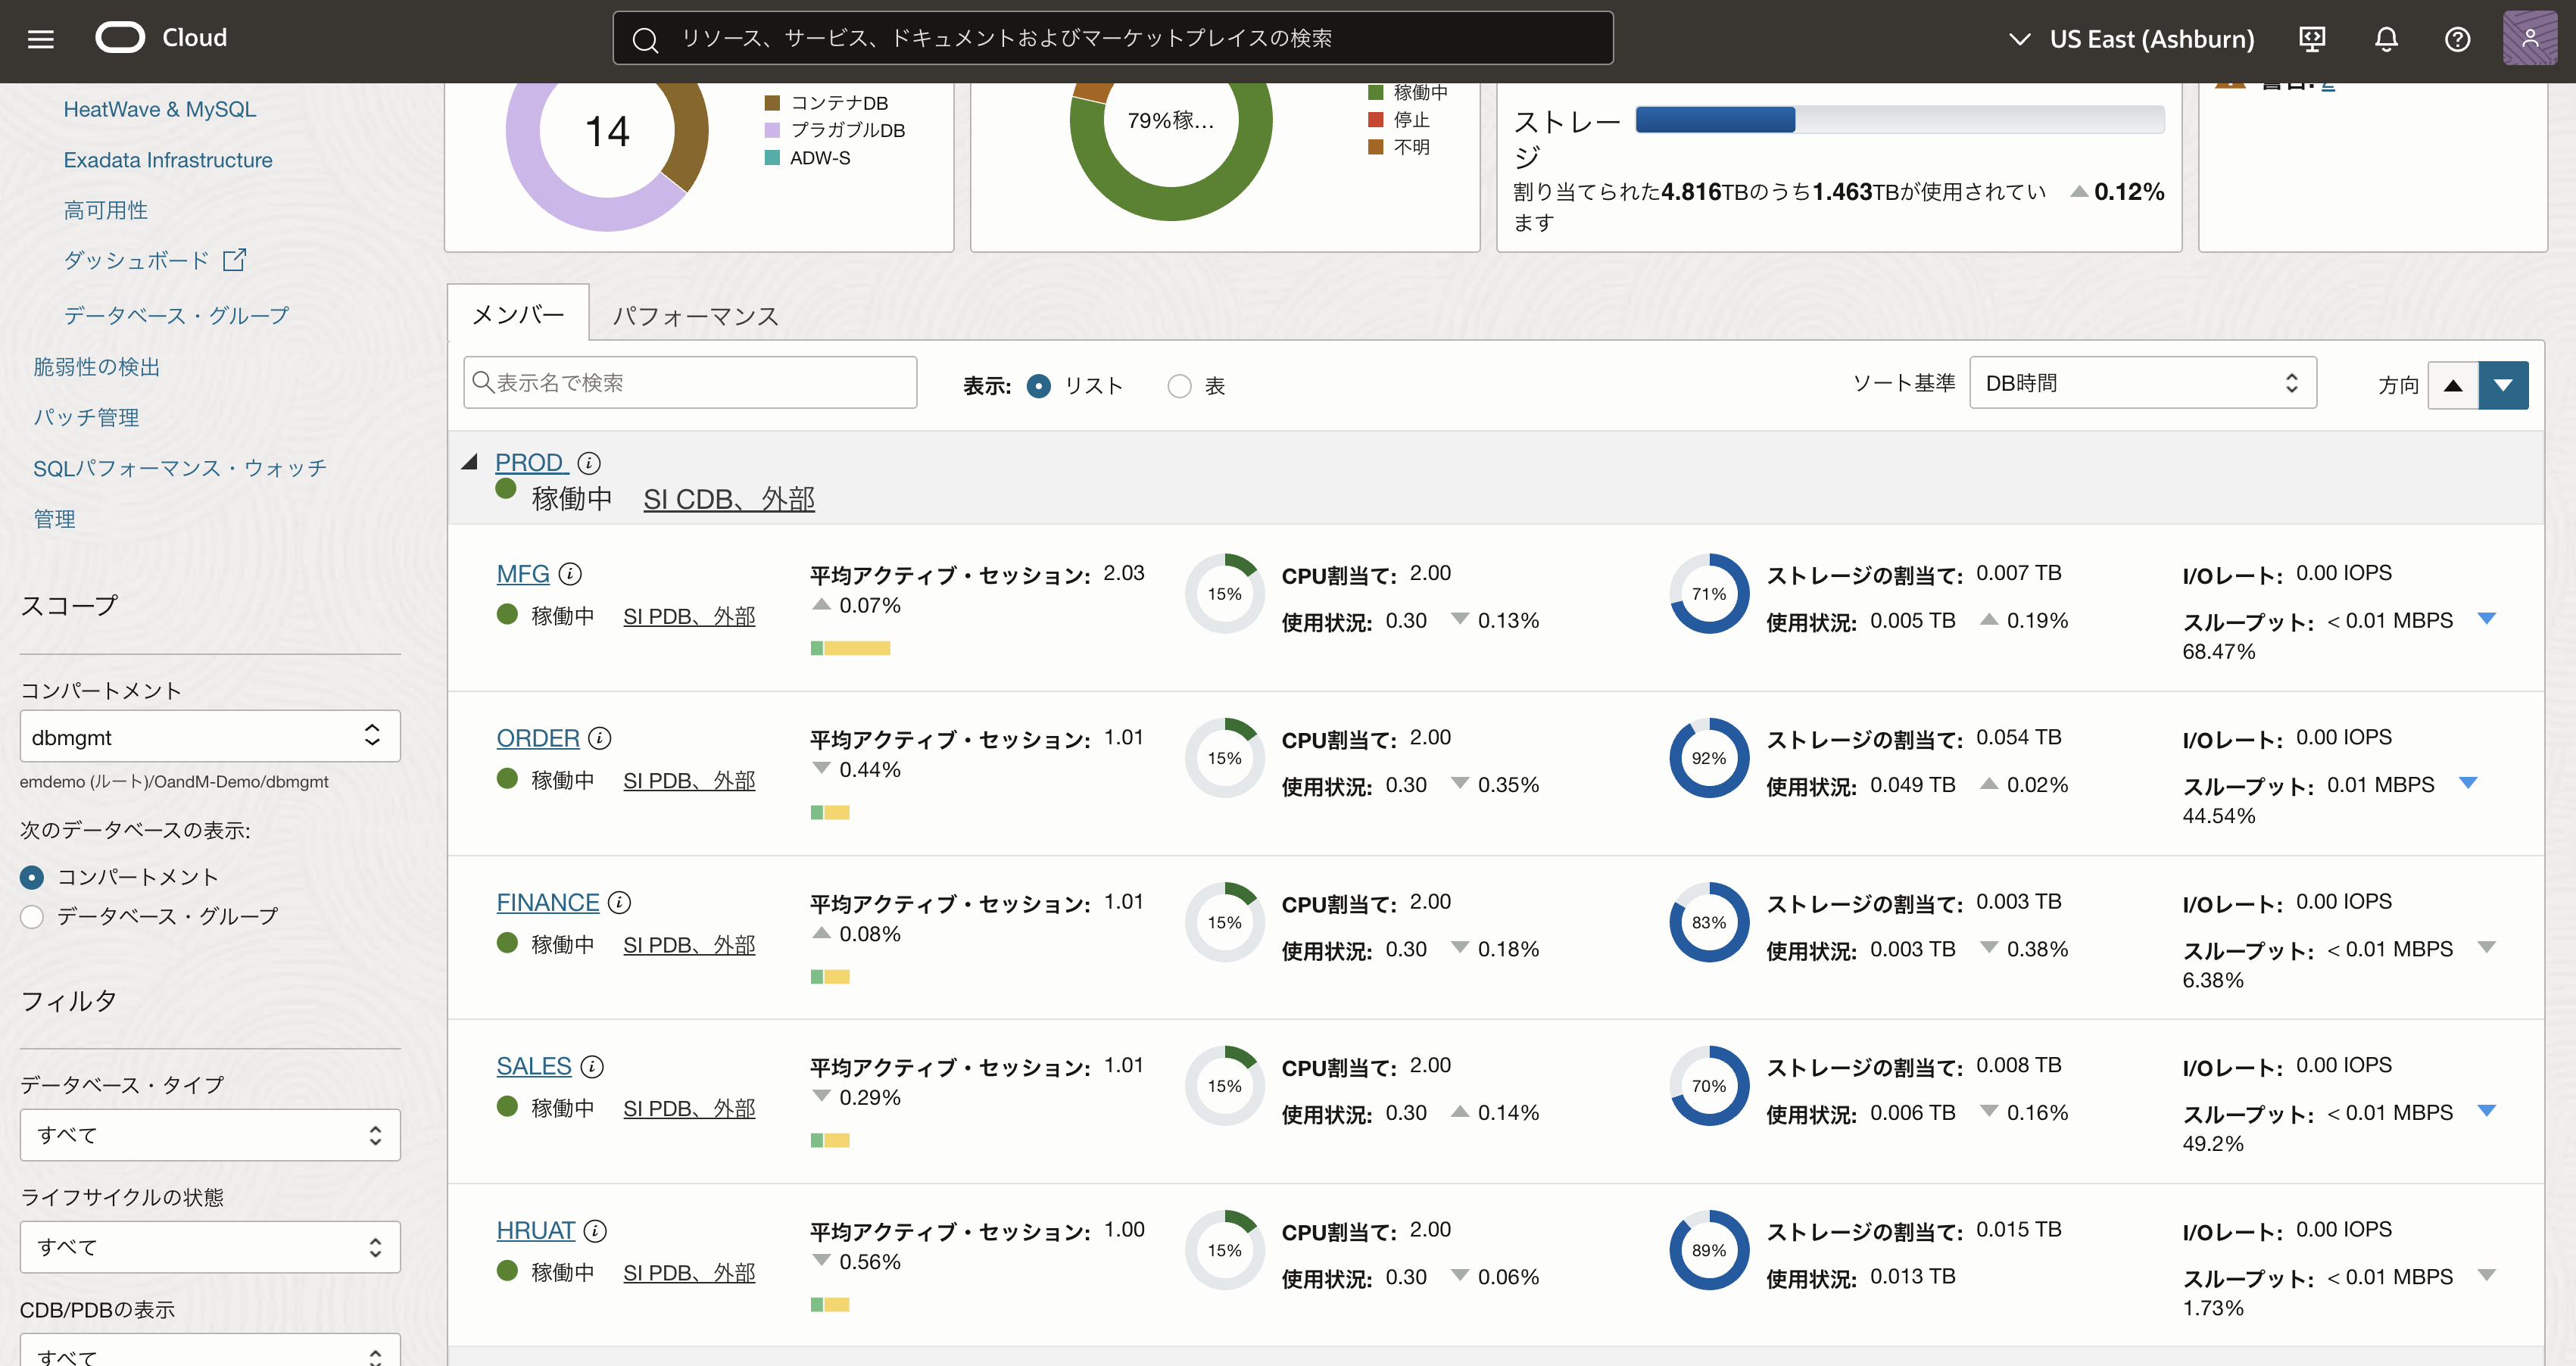 Cloud
リソース、サービス、ドキュメントおよびマーケットプレイスの検索
US East (Ashburn)
HeatWave & MySQL
Exadata Infrastructure
高可用性
ダッシュボード
データベース・グループ
脆弱性の検出
パッチ管理
SQLパフォーマンス・ウォッチ
管理
スコープ
コンパートメント
dbmgmt
emdemo (ルート)/OandM-Demo/dbmgmt
次のデータベースの表示:
コンパートメント
データベース・グループ
フィルタ
データベース・タイプ
すべて
ライフサイクルの状態
すべて
CDB/PDBの表示
すべて
14
コンテナDB
プラガブルDB
ADW-S
79%稼...
稼働中
停止
不明
ストレー
ジ
割り当てられた4.816TBのうち1.463TBが使用されてい
ます
0.12%
メンバー パフォーマンス
表示名で検索
表示: リスト 表
ソート基準 DB時間 方向
PROD
稼働中 SI CDB、外部
MFG
稼働中 SI PDB、外部
平均アクティブ・セッション: 2.03
0.07%
15%
CPU割当て: 2.00
使用状況: 0.30 0.13%
71%
ストレージの割当て: 0.007 TB
使用状況: 0.005 TB 0.19%
I/Oレート: 0.00 IOPS
スループット: < 0.01 MBPS
68.47%
ORDER
稼働中 SI PDB、外部
平均アクティブ・セッション: 1.01
0.44%
15%
CPU割当て: 2.00
使用状況: 0.30 0.35%
92%
ストレージの割当て: 0.054 TB
使用状況: 0.049 TB 0.02%
I/Oレート: 0.00 IOPS
スループット: 0.01 MBPS
44.54%
FINANCE
稼働中 SI PDB、外部
平均アクティブ・セッション: 1.01
0.08%
15%
CPU割当て: 2.00
使用状況: 0.30 0.18%
83%
ストレージの割当て: 0.003 TB
使用状況: 0.003 TB 0.38%
I/Oレート: 0.00 IOPS
スループット: < 0.01 MBPS
6.38%
SALES
稼働中 SI PDB、外部
平均アクティブ・セッション: 1.01
0.29%
15%
CPU割当て: 2.00
使用状況: 0.30 0.14%
70%
ストレージの割当て: 0.008 TB
使用状況: 0.006 TB 0.16%
I/Oレート: 0.00 IOPS
スループット: < 0.01 MBPS
49.2%
HRUAT
稼働中 SI PDB、外部
平均アクティブ・セッション: 1.00
0.56%
15%
CPU割当て: 2.00
使用状況: 0.30 0.06%
89%
ストレージの割当て: 0.015 TB
使用状況: 0.013 TB
I/Oレート: 0.00 IOPS
スループット: < 0.01 MBPS
1.73%